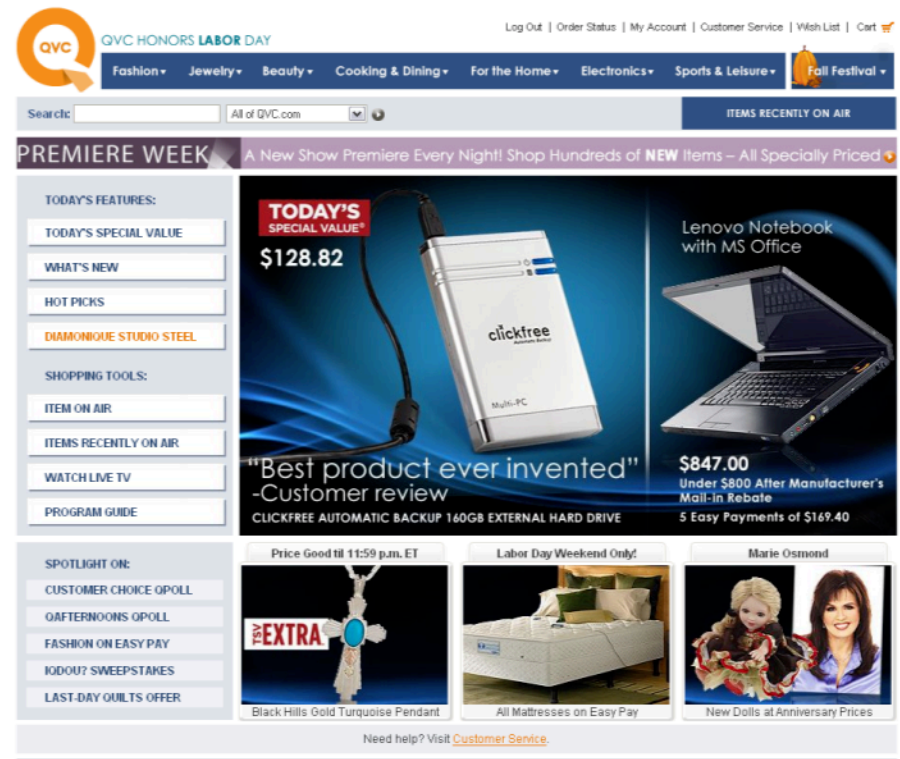 QVC
QVC HONORS LABOR DAY
Log Out | Order Status | My Account | Customer Service | Wish List | Cart
Fashion Jewelry Beauty Cooking & Dining For the Home Electronics Sports & Leisure Fall Festival
Search: All of QVC.com
ITEMS RECENTLY ON AIR
PREMIERE WEEK A New Show Premiere Every Night! Shop Hundreds of NEW Items – All Specially Priced
TODAY'S FEATURES:
TODAY'S SPECIAL VALUE
WHAT'S NEW
HOT PICKS
DIAMONIQUE STUDIO STEEL
SHOPPING TOOLS:
ITEM ON AIR
ITEMS RECENTLY ON AIR
WATCH LIVE TV
PROGRAM GUIDE
TODAY'S
SPECIAL VALUE®
$128.82
clickfree
Automatic Backup
Multi-PC
"Best product ever invented"
-Customer review
CLICKFREE AUTOMATIC BACKUP 160GB EXTERNAL HARD DRIVE
Lenovo Notebook
with MS Office
$847.00
Under $800 After Manufacturer's
Mail-in Rebate
5 Easy Payments of $169.40
SPOTLIGHT ON:
CUSTOMER CHOICE QPOLL
QAFTERNOONS QPOLL
FASHION ON EASY PAY
IQDOU? SWEEPSTAKES
LAST-DAY QUILTS OFFER
Price Good til 11:59 p.m. ET
TSV EXTRA
Black Hills Gold Turquoise Pendant
Labor Day Weekend Only!
All Mattresses on Easy Pay
Marie Osmond
New Dolls at Anniversary Prices
Need help? Visit Customer Service.